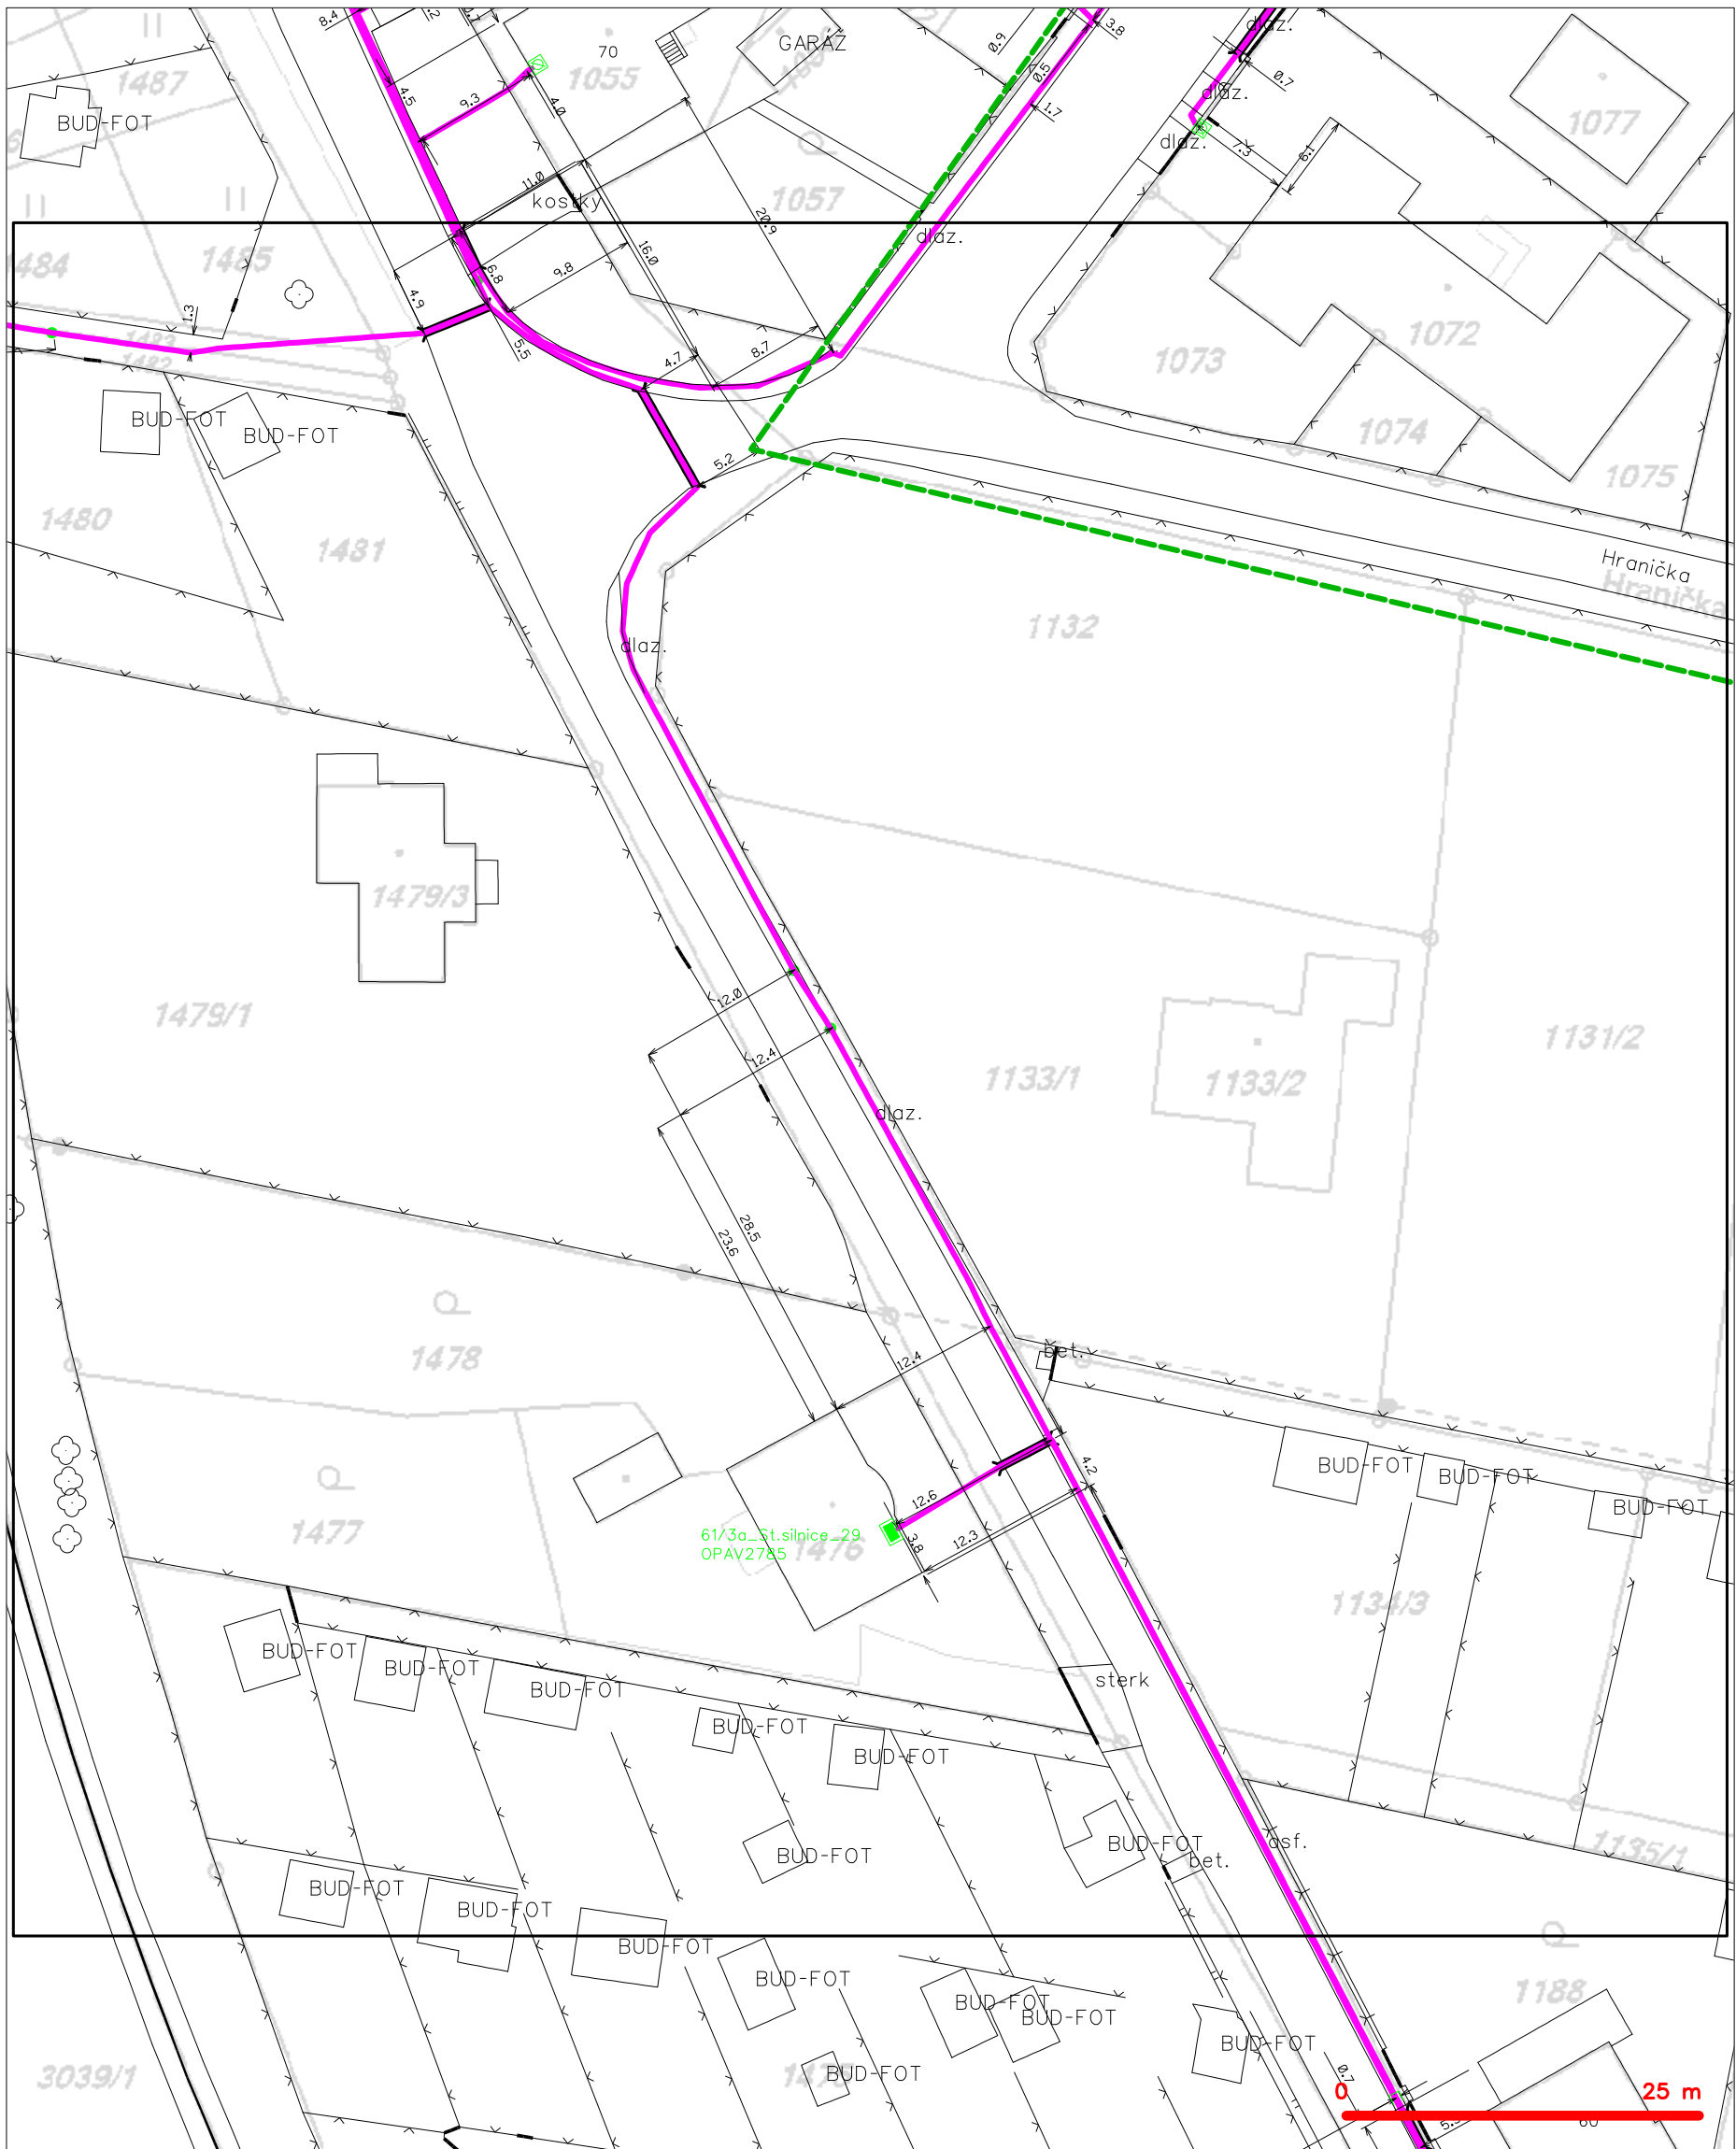 8.4
dlaz.
3.8
70
GARÁŽ
0.9
1487
1055
0.5
0.7
BUD-FOT
4.5
9.3
4.0
1.7
dlaz.
1077
dlaz.
7.3
6.1
11.0
kostky
1057
20.9
dlaz.
1484
1485
6.8
9.8
16.0
4.9
1.3
5.5
4.7
8.7
1073
1072
BUD-FOT
BUD-FOT
1074
5.2
1075
1480
1481
Hranička
Hranička
1132
dlaz.
1479/3
12.0
1479/1
12.4
1131/2
1133/1
1133/2
dlaz.
28.5
23.6
1478
12.4
bet.
BUD-FOT
BUD-FOT
4.2
BUD-FOT
12.6
61/3a_St.silnice_29
OPAV2785
3.8
12.3
1476
1477
1134/3
BUD-FOT
BUD-FOT
BUD-FOT
sterk
BUD-FOT
BUD-FOT
BUD-FOT
asf.
BUD-FOT
bet.
1135/1
BUD-FOT
BUD-FOT
BUD-FOT
BUD-FOT
BUD-FOT
BUD-FOT
1188
BUD-FOT
3039/1
BUD-FOT
0.7
0
25 m
60